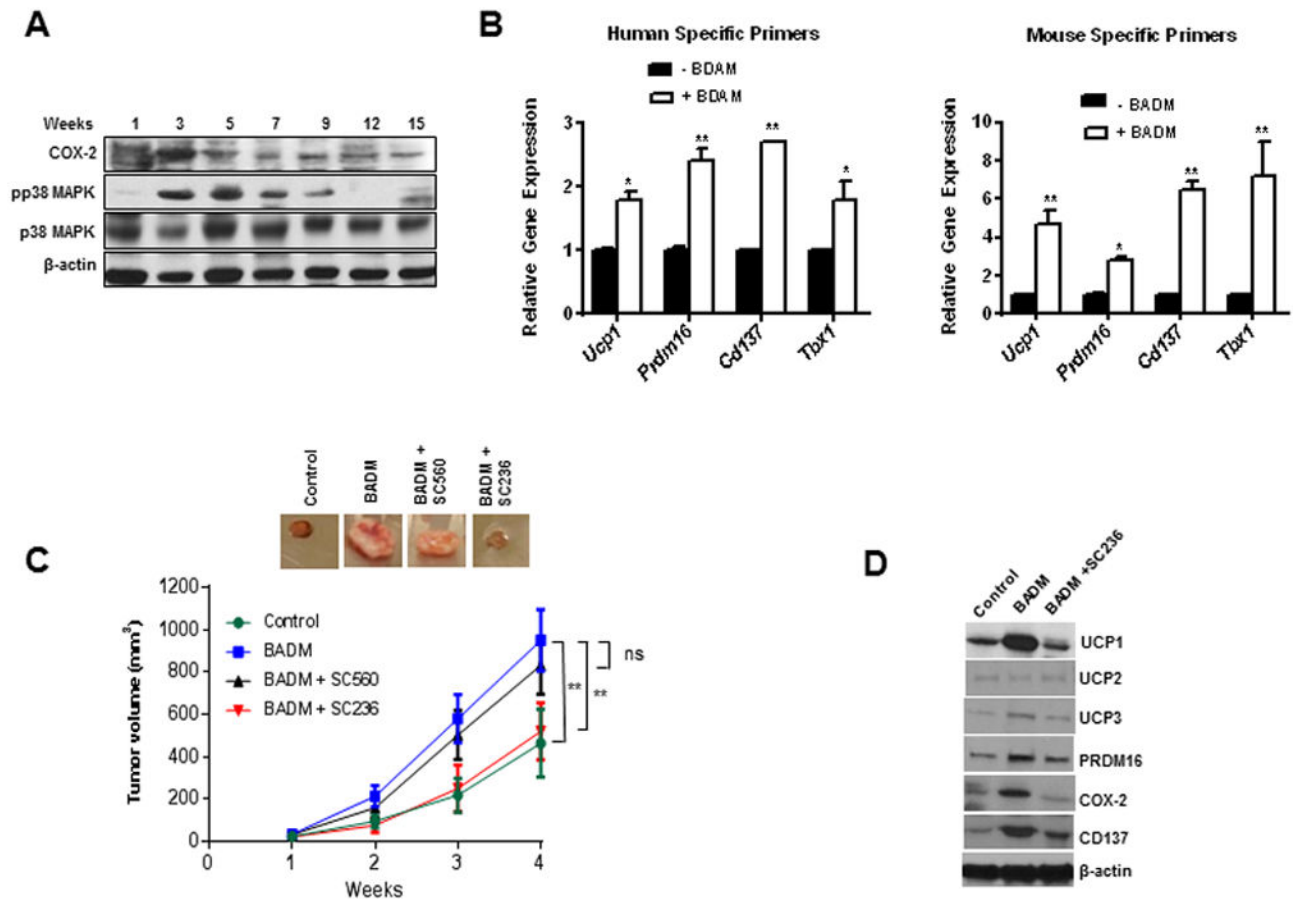 A
Weeks 1 3 5 7 9 12 15
COX-2
pp38 MAPK
p38 MAPK
β-actin
B
Human Specific Primers
- BDAM
+ BDAM
Relative Gene Expression
3
2
1
0
* ** ** *
Ucp1 Prdm16 Cd137 Tbx1
Mouse Specific Primers
- BADM
+ BADM
Relative Gene Expression
10
8
6
4
2
0
** * ** **
Ucp1 Prdm16 Cd137 Tbx1
C
Control
BADM
BADM +
SC560
BADM +
SC236
Tumor volume (mm³)
1200
1000
800
600
400
200
0
Control
BADM
BADM + SC560
BADM + SC236
** ** ns
0 1 2 3 4
Weeks
D
Control BADM BADM +SC236
UCP1
UCP2
UCP3
PRDM16
COX-2
CD137
β-actin